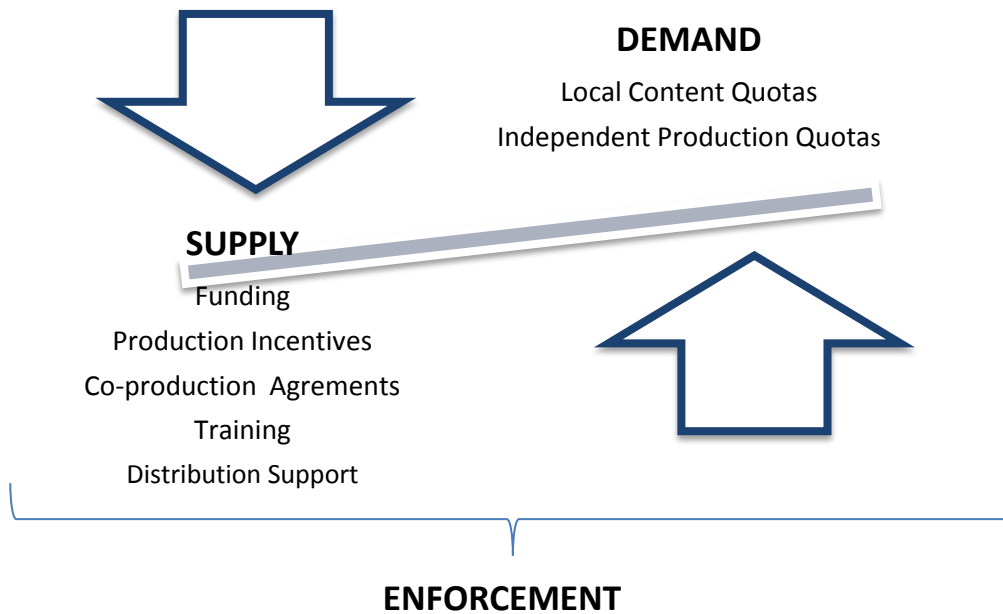 DEMAND
Local Content Quotas
Independent Production Quotas
SUPPLY
Funding
Production Incentives
Co-production Agrements
Training
Distribution Support
ENFORCEMENT